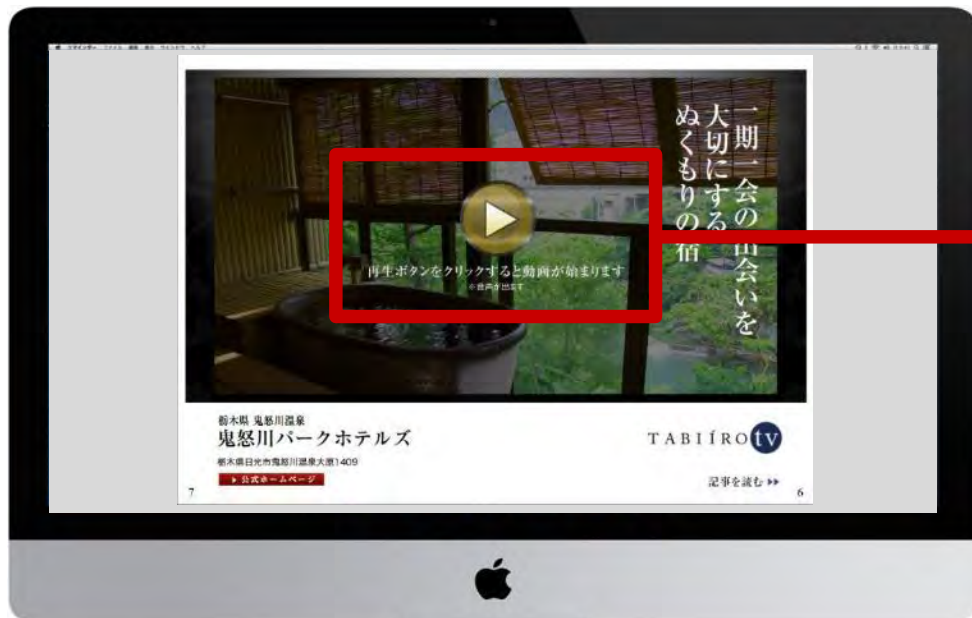 一期一会の出会いを
大切にする
ぬくもりの宿
再生ボタンをクリックすると動画が始まります
※音声が出ます
栃木県 鬼怒川温泉
鬼怒川パークホテルズ
栃木県日光市鬼怒川温泉大原1409
公式ホームページ
TABIÍRO tv
記事を読む
7
6